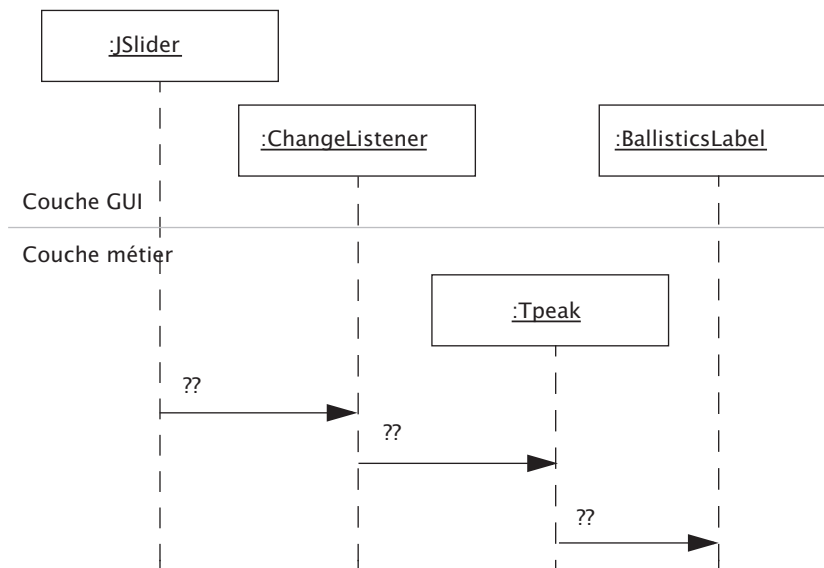 :JSlider
:ChangeListener
:BallisticsLabel
Couche GUI
Couche métier
:Tpeak
??
??
??